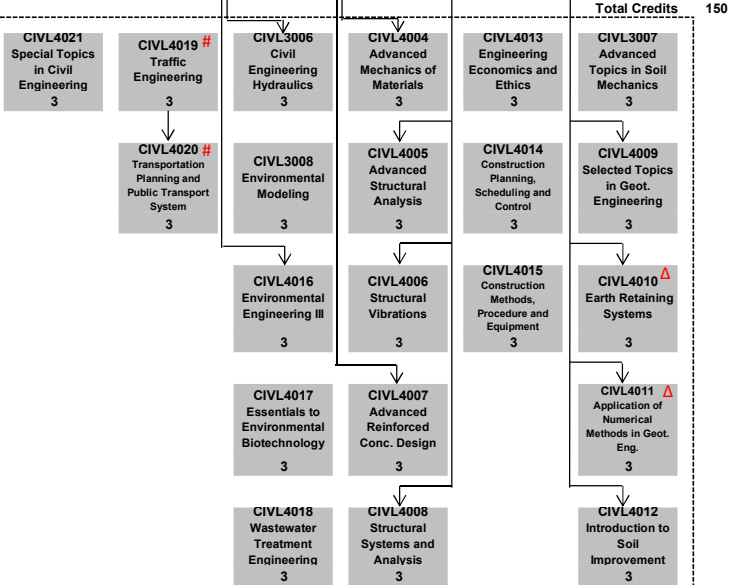 Total Credits 150
CIVL4021
Special Topics
in Civil
Engineering
3
CIVL4019 #
Traffic
Engineering
3
CIVL3006
Civil
Engineering
Hydraulics
3
CIVL4004
Advanced
Mechanics of
Materials
3
CIVL4013
Engineering
Economics and
Ethics
3
CIVL3007
Advanced
Topics in Soil
Mechanics
3
CIVL4020 #
Transportation
Planning and
Public Transport
System
3
CIVL3008
Environmental
Modeling
3
CIVL4005
Advanced
Structural
Analysis
3
CIVL4014
Construction
Planning,
Scheduling and
Control
3
CIVL4009
Selected Topics
in Geot.
Engineering
3
CIVL4016
Environmental
Engineering III
3
CIVL4006
Structural
Vibrations
3
CIVL4015
Construction
Methods,
Procedure and
Equipment
3
CIVL4010 Δ
Earth Retaining
Systems
3
CIVL4017
Essentials to
Environmental
Biotechnology
3
CIVL4007
Advanced
Reinforced
Conc. Design
3
CIVL4011 Δ
Application of
Numerical
Methods in Geot.
Eng.
3
CIVL4018
Wastewater
Treatment
Engineering
3
CIVL4008
Structural
Systems and
Analysis
3
CIVL4012
Introduction to
Soil
Improvement
3